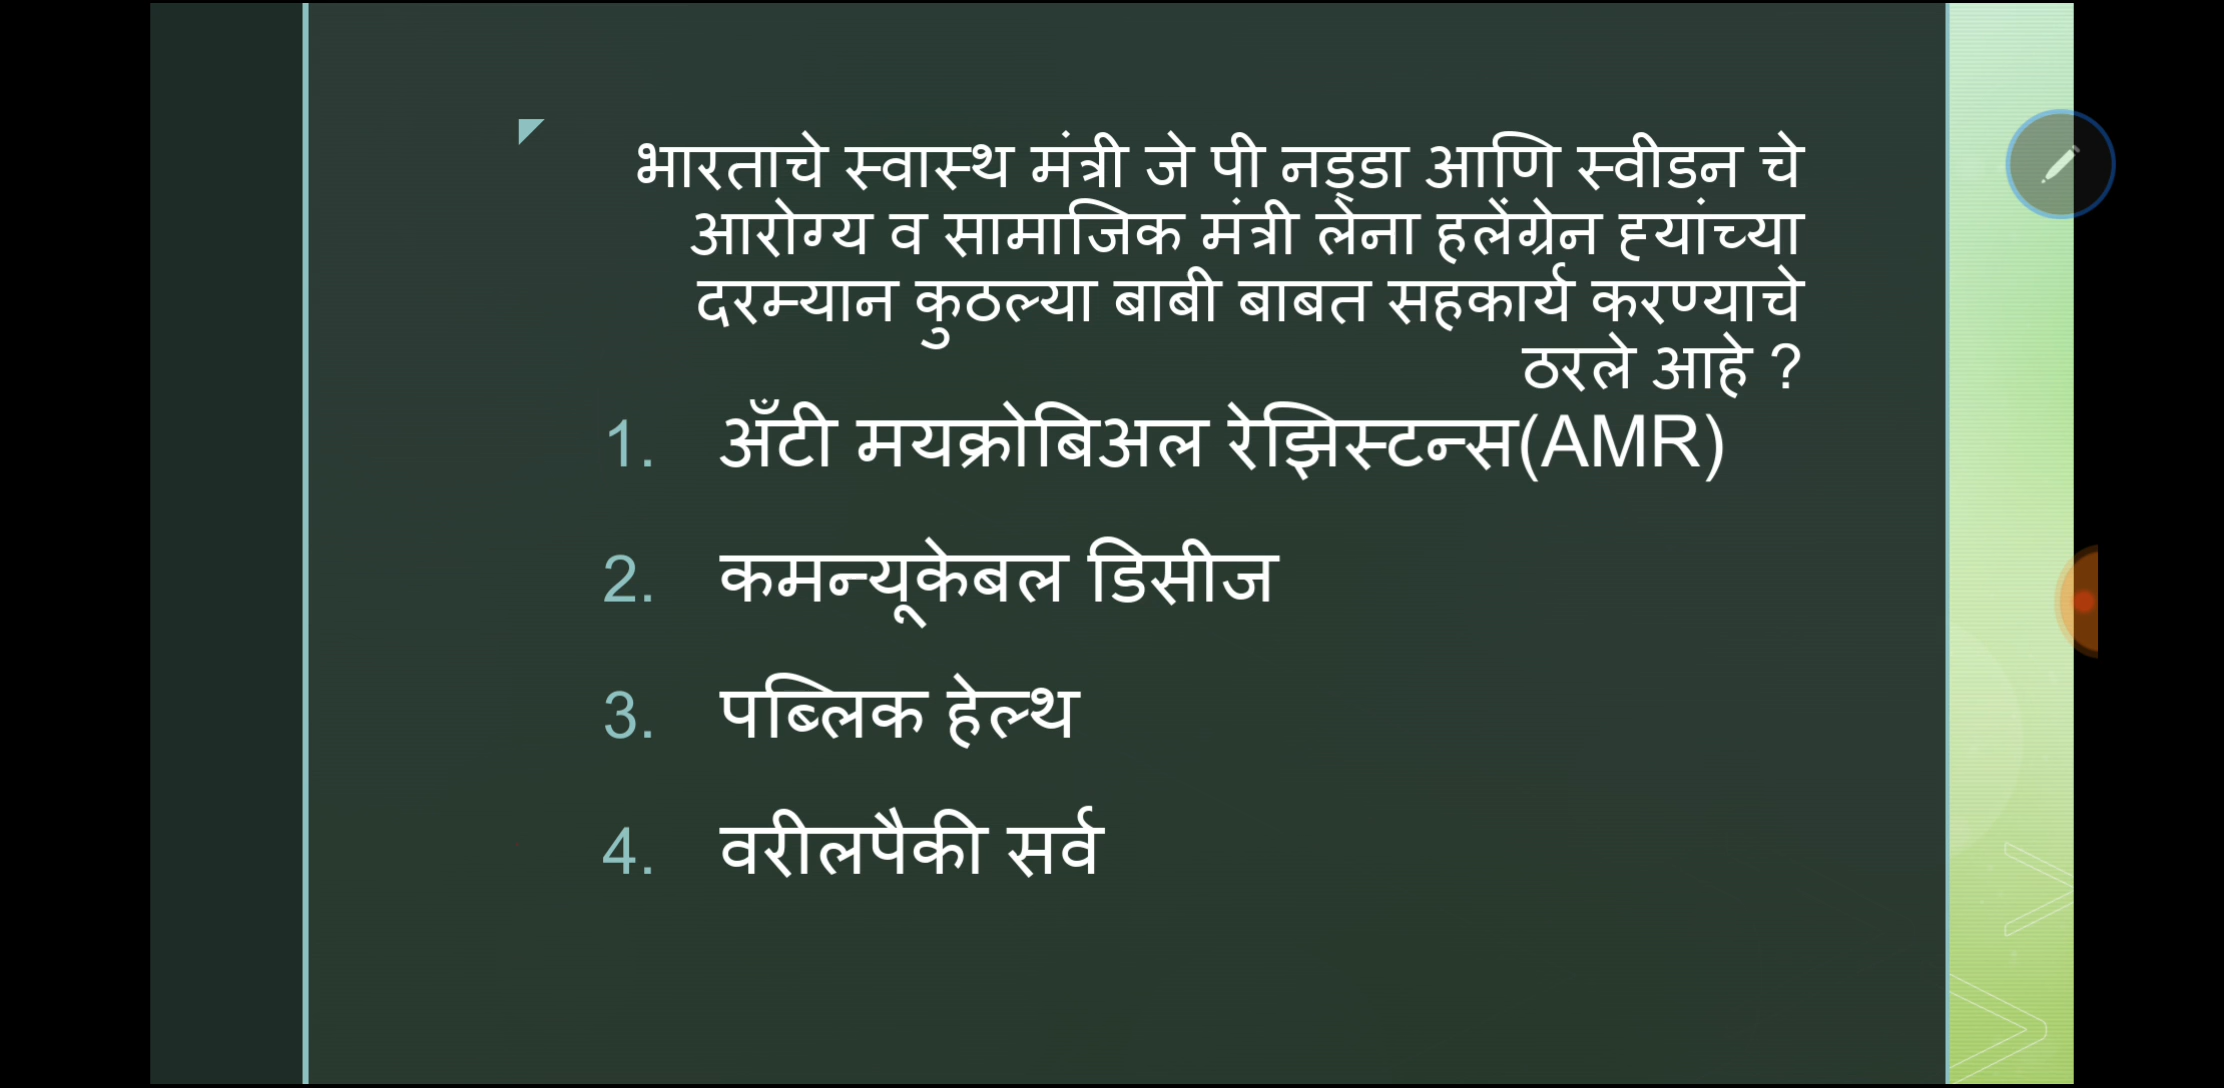 भारताचे स्वास्थ मंत्री जे पी नड्डा आणि स्वीडन चे
आरोग्य व सामाजिक मंत्री लेना हलेंग्रेन ह्यांच्या
दरम्यान कुठल्या बाबी बाबत सहकार्य करण्याचे
ठरले आहे ?
1. अँटी मयक्रोबिअल रेझिस्टन्स(AMR)
2. कमन्यूकेबल डिसीज
3. पब्लिक हेल्थ
4. वरीलपैकी सर्व